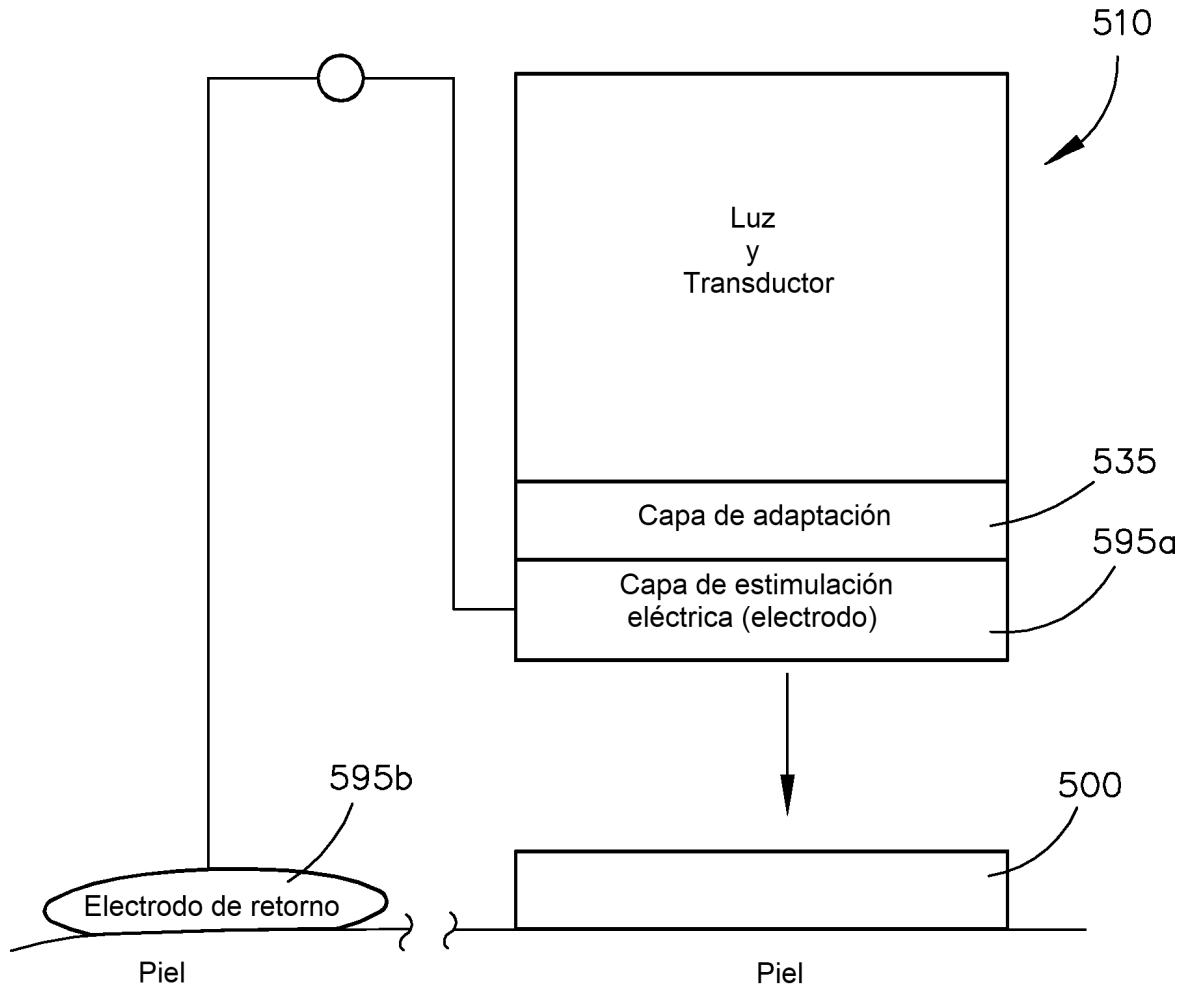 510
Luz
y
Transductor
535
Capa de adaptación
595a
Capa de estimulación
eléctrica (electrodo)
595b
500
Electrodo de retorno
Piel
Piel